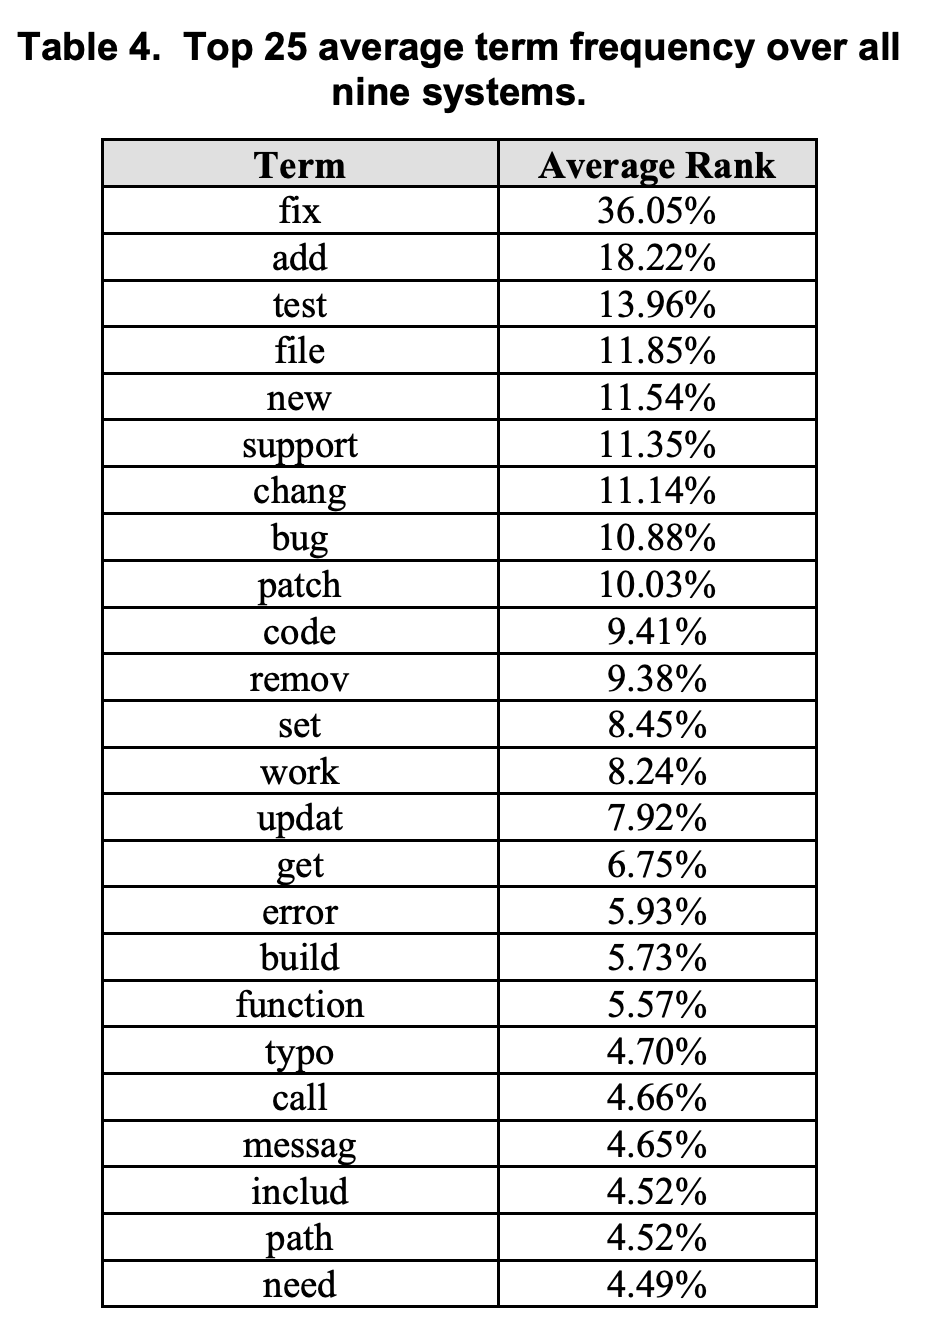 Table 4. Top 25 average term frequency over all
nine systems.
Term Average Rank
fix 36.05%
add 18.22%
test 13.96%
file 11.85%
new 11.54%
support 11.35%
chang 11.14%
bug 10.88%
patch 10.03%
code 9.41%
remov 9.38%
set 8.45%
work 8.24%
updat 7.92%
get 6.75%
error 5.93%
build 5.73%
function 5.57%
typo 4.70%
call 4.66%
messag 4.65%
includ 4.52%
path 4.52%
need 4.49%